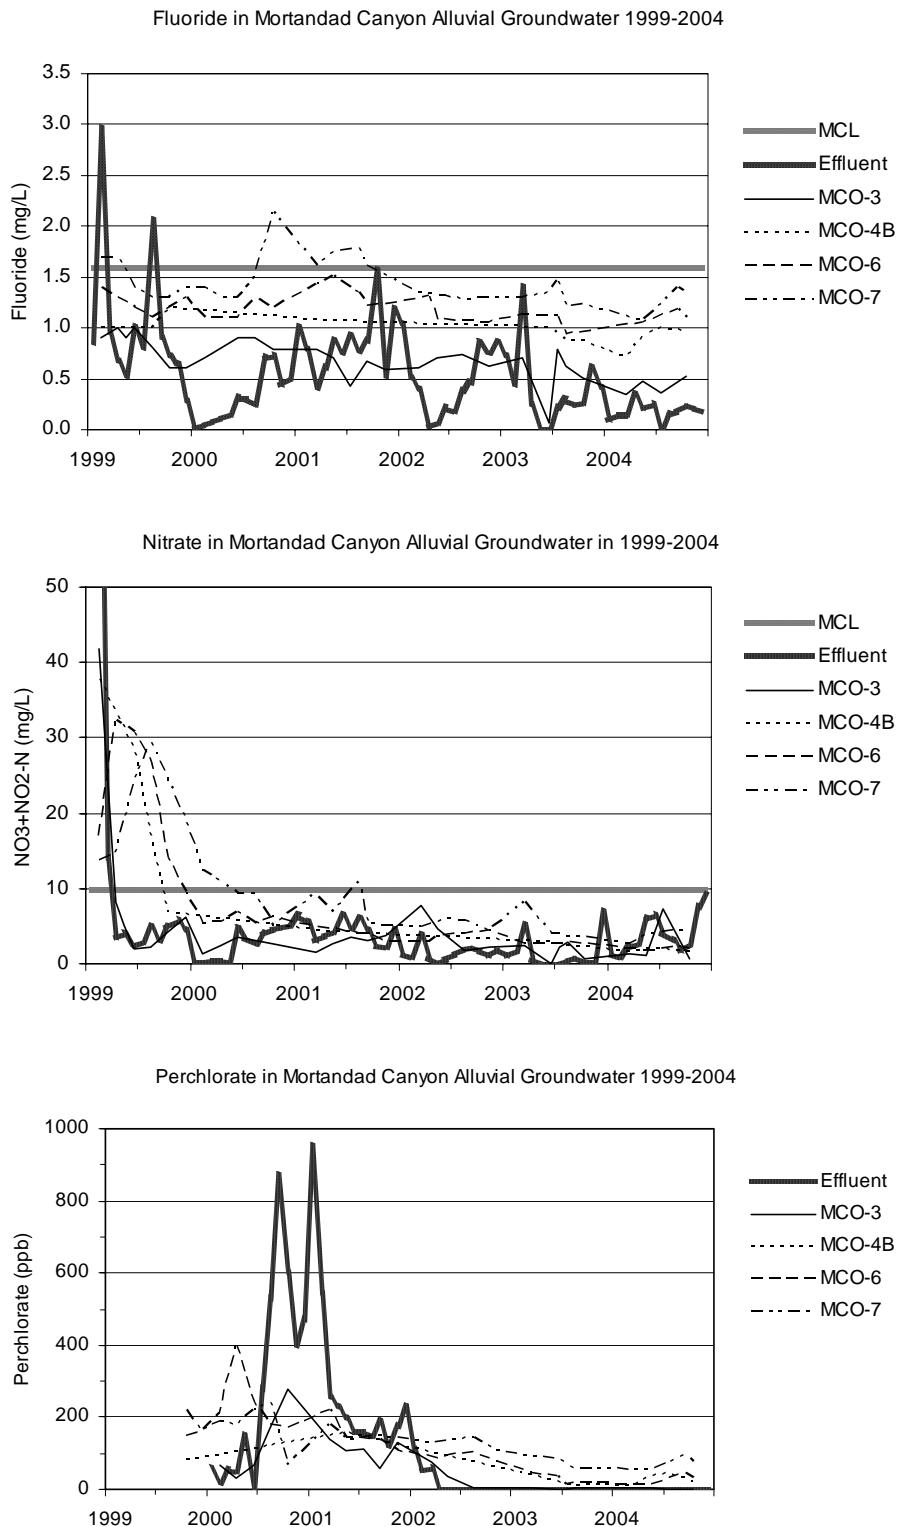 Fluoride in Mortandad Canyon Alluvial Groundwater 1999-2004
Fluoride (mg/L)
3.5
3.0
2.5
2.0
1.5
1.0
0.5
0.0
1999 2000 2001 2002 2003 2004
MCL
Effluent
MCO-3
MCO-4B
MCO-6
MCO-7
Nitrate in Mortandad Canyon Alluvial Groundwater in 1999-2004
NO3+NO2-N (mg/L)
50
40
30
20
10
0
1999 2000 2001 2002 2003 2004
MCL
Effluent
MCO-3
MCO-4B
MCO-6
MCO-7
Perchlorate in Mortandad Canyon Alluvial Groundwater 1999-2004
Perchlorate (ppb)
1000
800
600
400
200
0
1999 2000 2001 2002 2003 2004
Effluent
MCO-3
MCO-4B
MCO-6
MCO-7